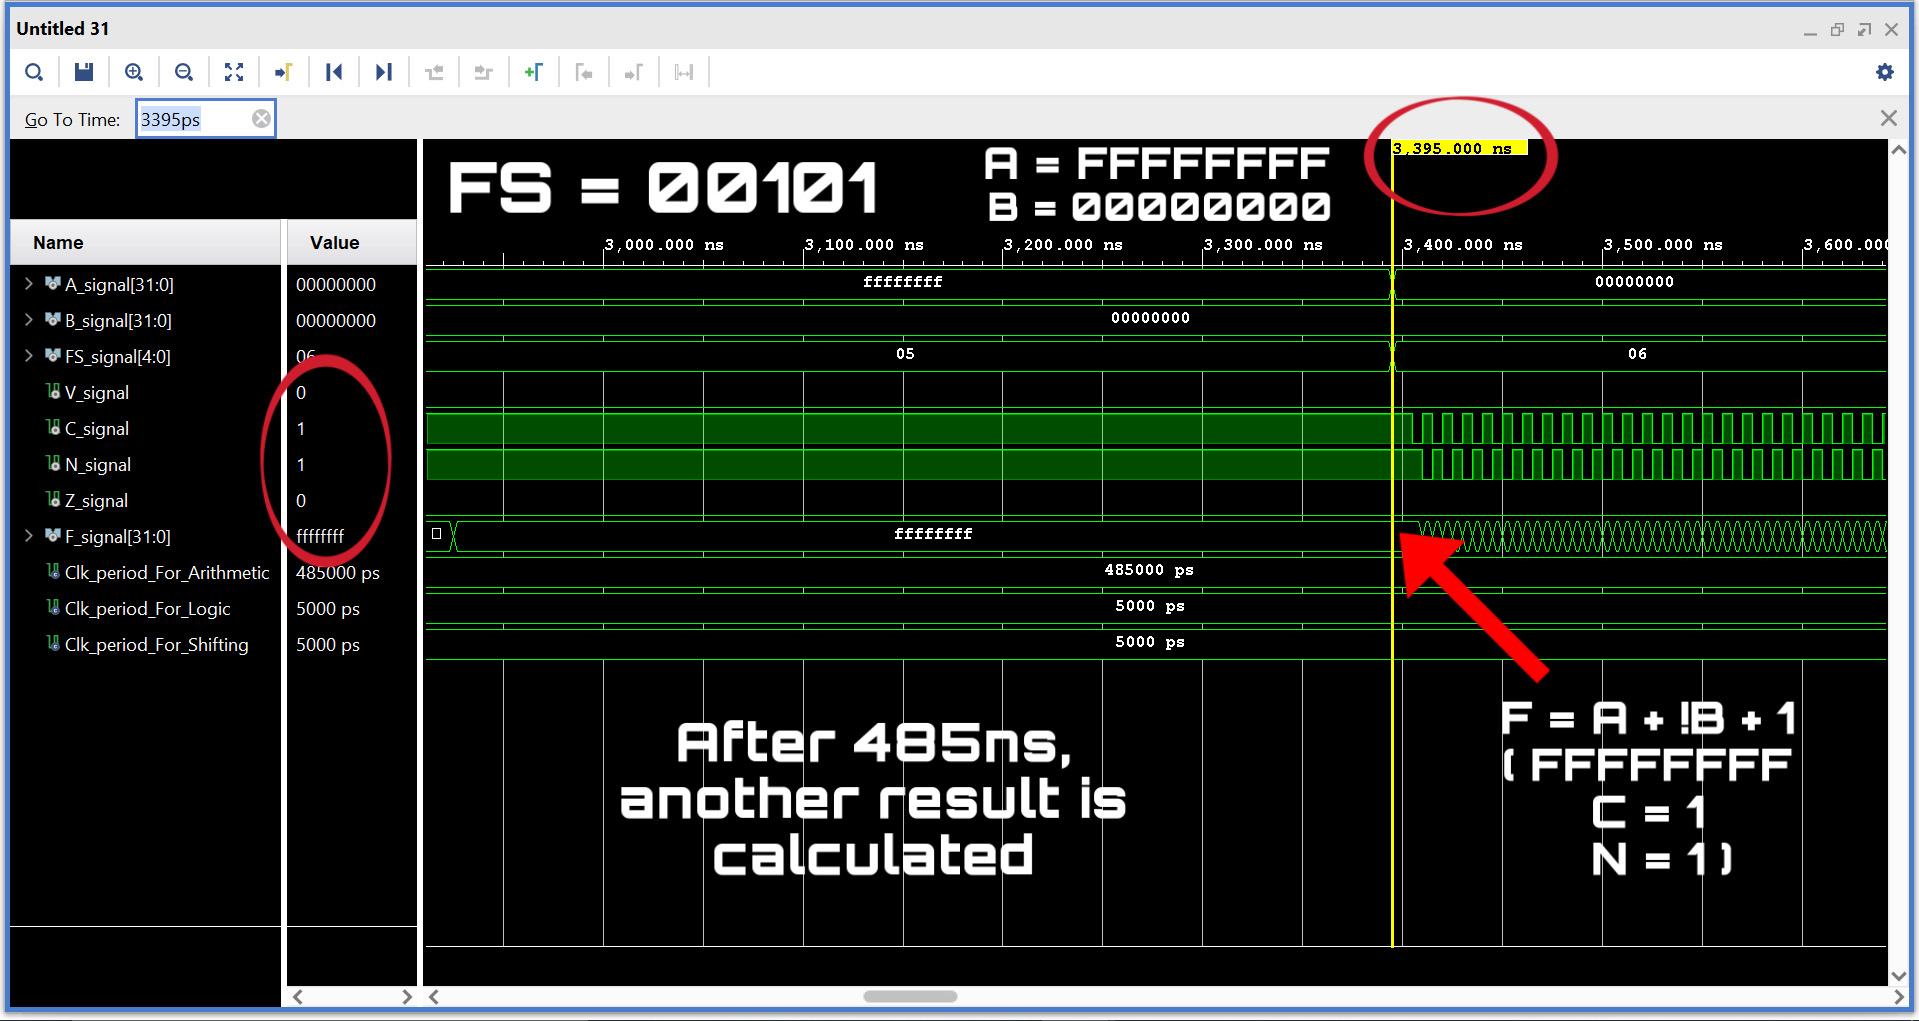 Untitled 31
Go To Time: 3395ps
FS = 00101
A = FFFFFFFF
B = 00000000
3,395.000 ns
Name Value
3,000.000 ns 3,100.000 ns 3,200.000 ns 3,300.000 ns 3,400.000 ns 3,500.000 ns 3,600.000
A_signal[31:0] 00000000 ffffffff 00000000
B_signal[31:0] 00000000 00000000
FS_signal[4:0] 06 05 06
V_signal 0
C_signal 1
N_signal 1
Z_signal 0
F_signal[31:0] ffffffff ffffffff
Clk_period_For_Arithmetic 485000 ps 485000 ps
Clk_period_For_Logic 5000 ps 5000 ps
Clk_period_For_Shifting 5000 ps 5000 ps
After 485ns,
another result is
calculated
F = A + !B + 1
( FFFFFFFF
C = 1
N = 1 )